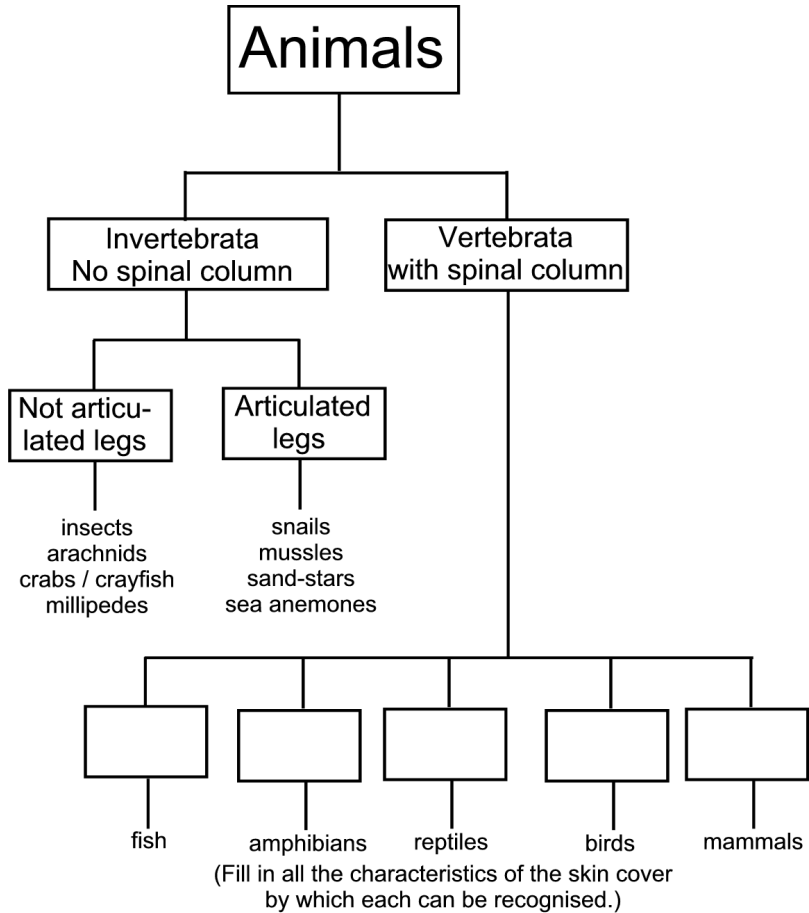 Animals
Invertebrata
No spinal column
Vertebrata
with spinal column
Not articu-
lated legs
Articulated
legs
insects
arachnids
crabs / crayfish
millipedes
snails
mussles
sand-stars
sea anemones
fish
amphibians
reptiles
birds
mammals
(Fill in all the characteristics of the skin cover
by which each can be recognised.)